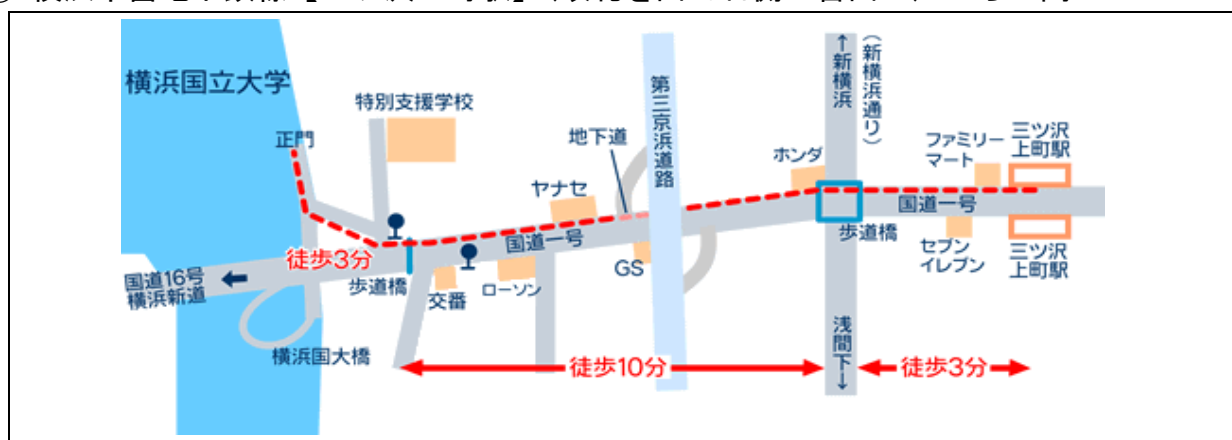 横浜国立大学
正門
特別支援学校
地下道
ヤナセ
第三京浜道路
ホンダ
↑新横浜
(新横浜通り)
ファミリー
マート
三ツ沢
上町駅
国道一号
国道一号
歩道橋
セブン
イレブン
三ツ沢
上町駅
GS
徒歩3分
国道16号
横浜新道
歩道橋
交番
ローソン
横浜国大橋
浅間下↓
徒歩10分
徒歩3分